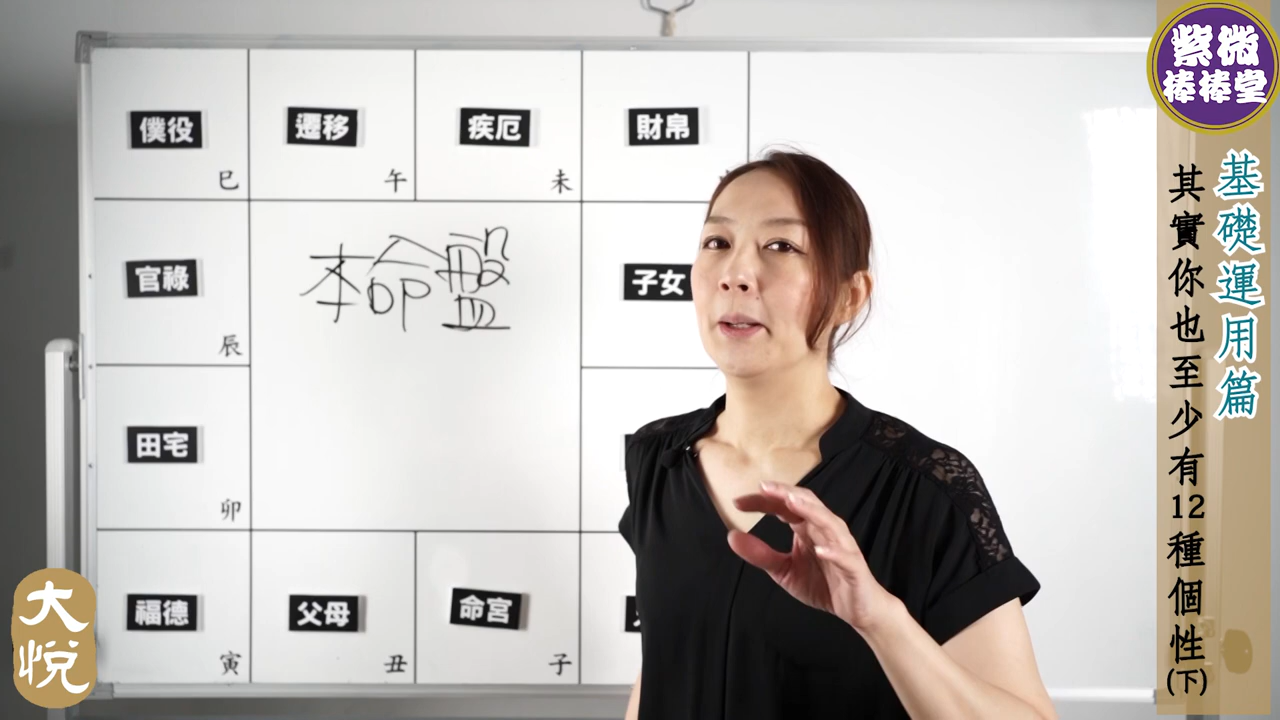 僕役
巳
遷移
午
疾厄
未
財帛
官祿
辰
本命盤
子女
田宅
卯
福德
寅
父母
丑
命宮
子
大悅
紫微
棒棒堂
基礎運用篇
其實你也至少有12種個性(下)